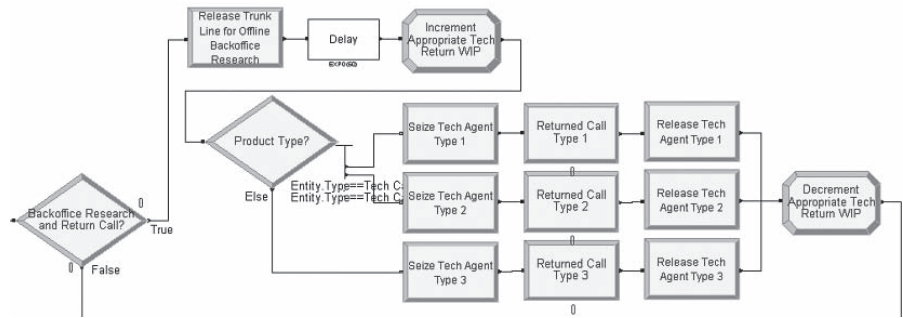 Release Trunk
Line for Offline
Backoffice
Research
Delay
EXPO(60)
Increment
Appropriate Tech
Return WIP
Product Type?
Entity.Type==Tech C
Entity.Type==Tech C
Else
Seize Tech Agent
Type 1
Returned Call
Type 1
0
Release Tech
Agent Type 1
Seize Tech Agent
Type 2
Returned Call
Type 2
0
Release Tech
Agent Type 2
Seize Tech Agent
Type 3
Returned Call
Type 3
0
Release Tech
Agent Type 3
Decrement
Appropriate Tech
Return WIP
Backoffice Research
and Return Call?
0
True
0
False